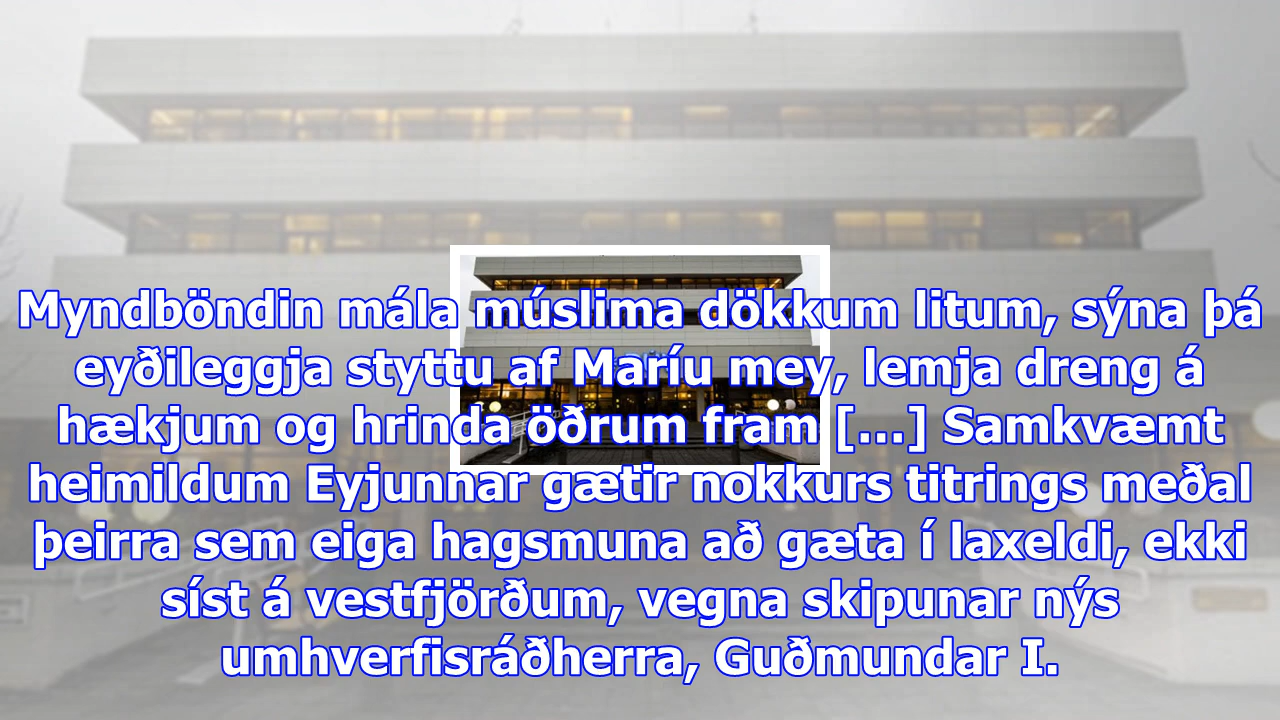 Myndböndin mála múslima dökkum litum, sýna þá
eyðileggja styttu af Maríu mey, lemja dreng á
hækjum og hrinda öðrum fram [...] Samkvæmt
heimildum Eyjunnar gætir nokkurs titrings meðal
þeirra sem eiga hagsmuna að gæta í laxeldi, ekki
síst á vestfjörðum, vegna skipunar nýs
umhverfisráðherra, Guðmundar I.